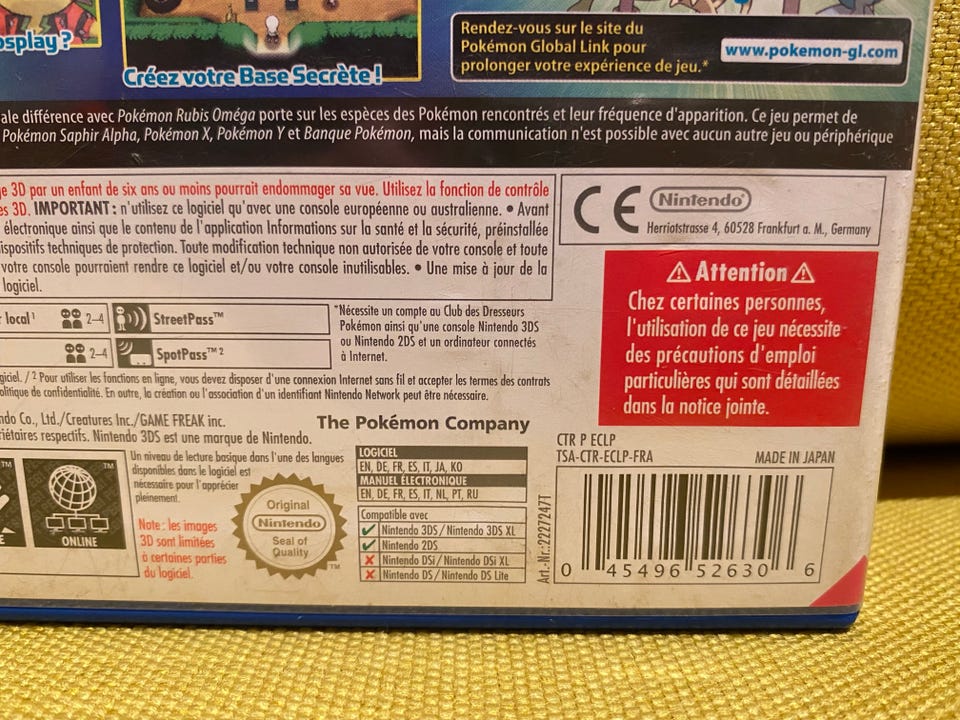 osplay?
Créez votre Base Secrète !
Rendez-vous sur le site du
Pokémon Global Link pour
prolonger votre expérience de jeu.*
www.pokemon-gl.com
ale différence avec Pokémon Rubis Oméga porte sur les espèces des Pokémon rencontrés et leur fréquence d'apparition. Ce jeu permet de
Pokémon Saphir Alpha, Pokémon X, Pokémon Y et Banque Pokémon, mais la communication n'est possible avec aucun autre jeu ou périphérique
ge 3D par un enfant de six ans ou moins pourrait endommager sa vue. Utilisez la fonction de contrôle
es 3D. IMPORTANT : n'utilisez ce logiciel qu'avec une console européenne ou australienne. • Avant
électronique ainsi que le contenu de l'application Informations sur la santé et la sécurité, préinstallée
ispositifs techniques de protection. Toute modification technique non autorisée de votre console et toute
votre console pourraient rendre ce logiciel et/ou votre console inutilisables. • Une mise à jour de la
logiciel.
CE
Nintendo®
Herriotstrasse 4, 60528 Frankfurt a. M., Germany
Attention
Chez certaines personnes,
l'utilisation de ce jeu nécessite
des précautions d'emploi
particulières qui sont détaillées
dans la notice jointe.
r local¹
2–4
StreetPass™
2–4
SpotPass™ ²
*Nécessite un compte au Club des Dresseurs
Pokémon ainsi qu'une console Nintendo 3DS
ou Nintendo 2DS et un ordinateur connectés
à Internet.
giciel. / ² Pour utiliser les fonctions en ligne, vous devez disposer d'une connexion Internet sans fil et accepter les termes des contrats
olitique de confidentialité. En outre, la création ou l'association d'un identifiant Nintendo Network peut être nécessaire.
ndo Co., Ltd./Creatures Inc./GAME FREAK inc.
riétaires respectifs. Nintendo 3DS est une marque de Nintendo.
The Pokémon Company
TM
E
TM
ONLINE
Un niveau de lecture basique dans l'une des langues
disponibles dans le logiciel est
nécessaire pour l'apprécier
pleinement.
Note : les images
3D sont limitées
à certaines parties
du logiciel.
Original
Nintendo®
Seal of
Quality
TM
LOGICIEL
EN, DE, FR, ES, IT, JA, KO
MANUEL ÉLECTRONIQUE
EN, DE, FR, ES, IT, NL, PT, RU
Compatible avec
Nintendo 3DS / Nintendo 3DS XL
Nintendo 2DS
Nintendo DSi / Nintendo DSi XL
Nintendo DS / Nintendo DS Lite
Art.-Nr.:2227247T
CTR P ECLP
TSA-CTR-ECLP-FRA
MADE IN JAPAN
0 45496 52630 6